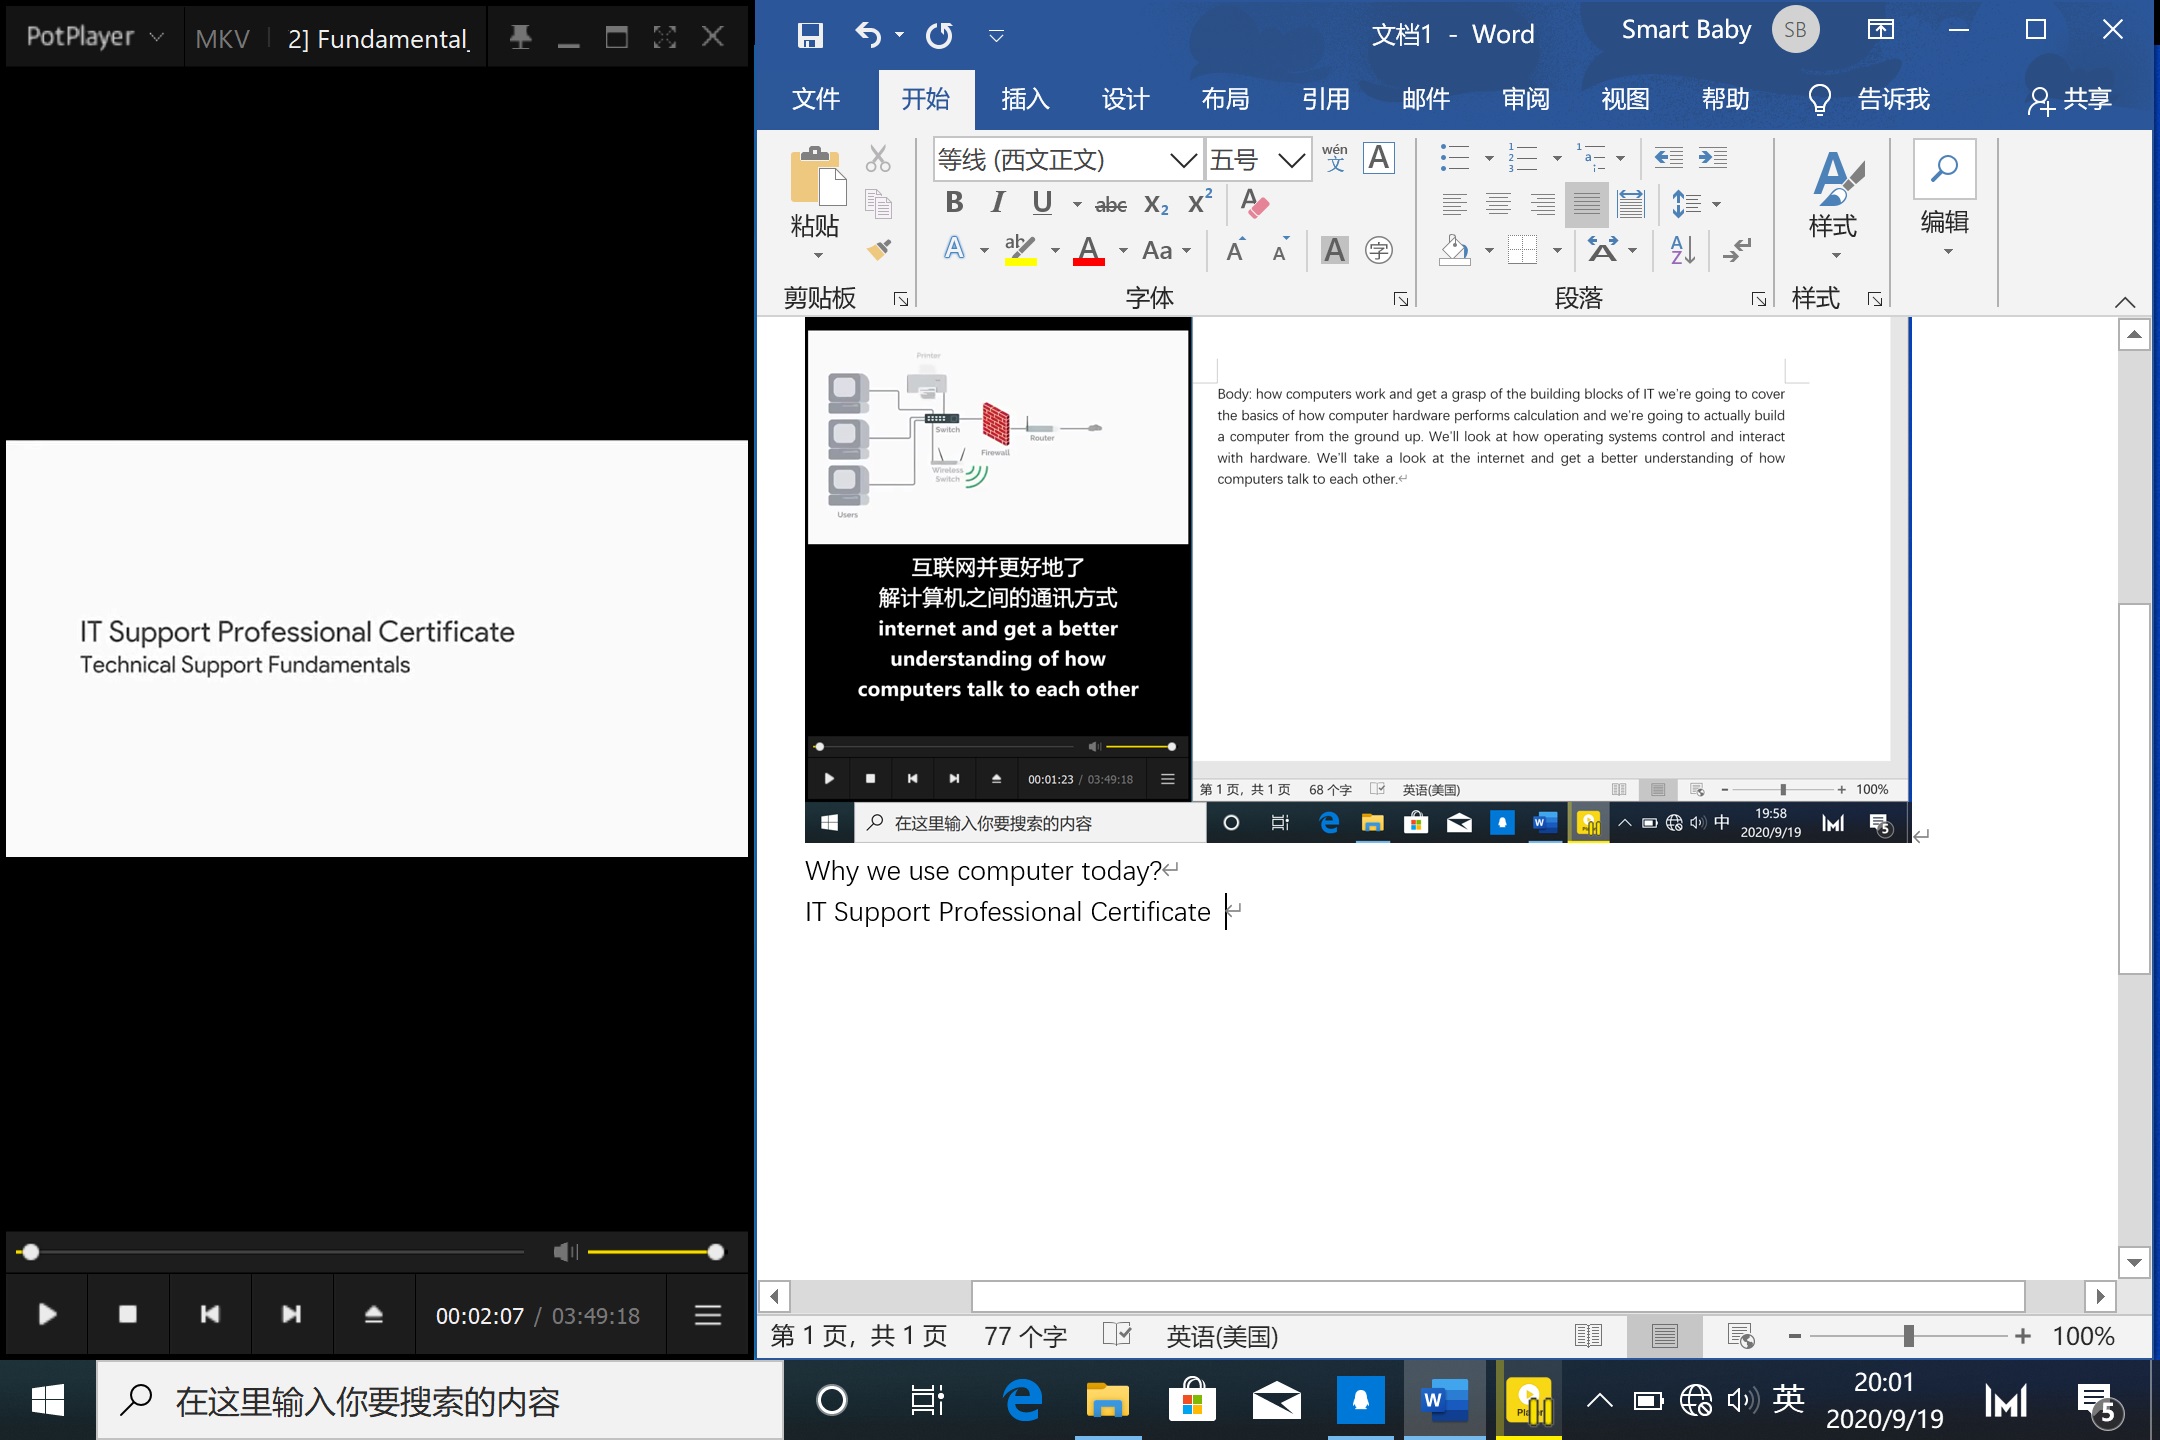 PotPlayer
MKV
2] Fundamental_
IT Support Professional Certificate
Technical Support Fundamentals
00:02:07 / 03:49:18
文档1 - Word
Smart Baby
SB
文件 开始 插入 设计 布局 引用 邮件 审阅 视图 帮助 告诉我 共享
粘贴
剪贴板
等线 (西文正文)
五号
wén
文
A
B I U abc X₂ X²
A
A ab A Aa A A A 字
字体
段落
样式
样式
编辑
Printer
Switch
Firewall
Router
Wireless
Switch
Users
互联网并更好地了
解计算机之间的通讯方式
internet and get a better
understanding of how
computers talk to each other
00:01:23 / 03:49:18
Body: how computers work and get a grasp of the building blocks of IT we're going to cover
the basics of how computer hardware performs calculation and we're going to actually build
a computer from the ground up. We'll look at how operating systems control and interact
with hardware. We'll take a look at the internet and get a better understanding of how
computers talk to each other.
第 1 页，共 1 页 68 个字 英语(美国) 100%
在这里输入你要搜索的内容
中
19:58
2020/9/19
5
Why we use computer today?
IT Support Professional Certificate
第 1 页，共 1 页 77 个字 英语(美国) 100%
在这里输入你要搜索的内容
英
20:01
2020/9/19
5